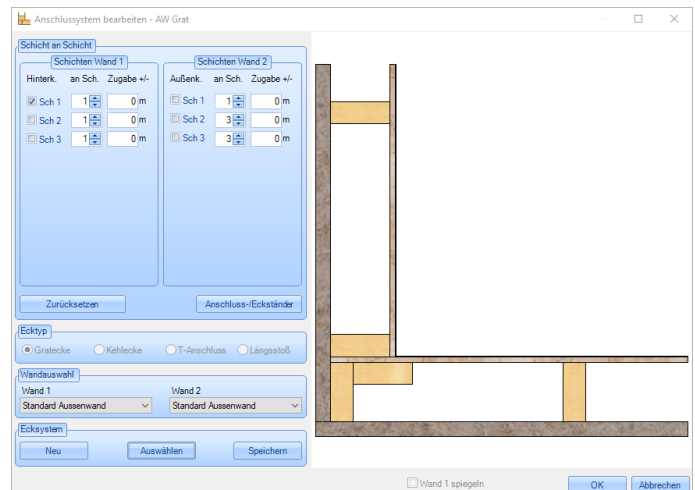 Anschlussystem bearbeiten - AW Grat
Schicht an Schicht
Schichten Wand 1
Hinterk. an Sch. Zugabe +/-
Sch 1 1 0 m
Sch 2 1 0 m
Sch 3 1 0 m
Schichten Wand 2
Außenk. an Sch. Zugabe +/-
Sch 1 1 0 m
Sch 2 3 0 m
Sch 3 3 0 m
Zurücksetzen
Anschluss-/Eckständer
Ecktyp
Gratecke Kehlecke T-Anschluss Längsstoß
Wandauswahl
Wand 1 Wand 2
Standard Aussenwand Standard Aussenwand
Ecksystem
Neu Auswählen Speichern
Wand 1 spiegeln
OK Abbrechen